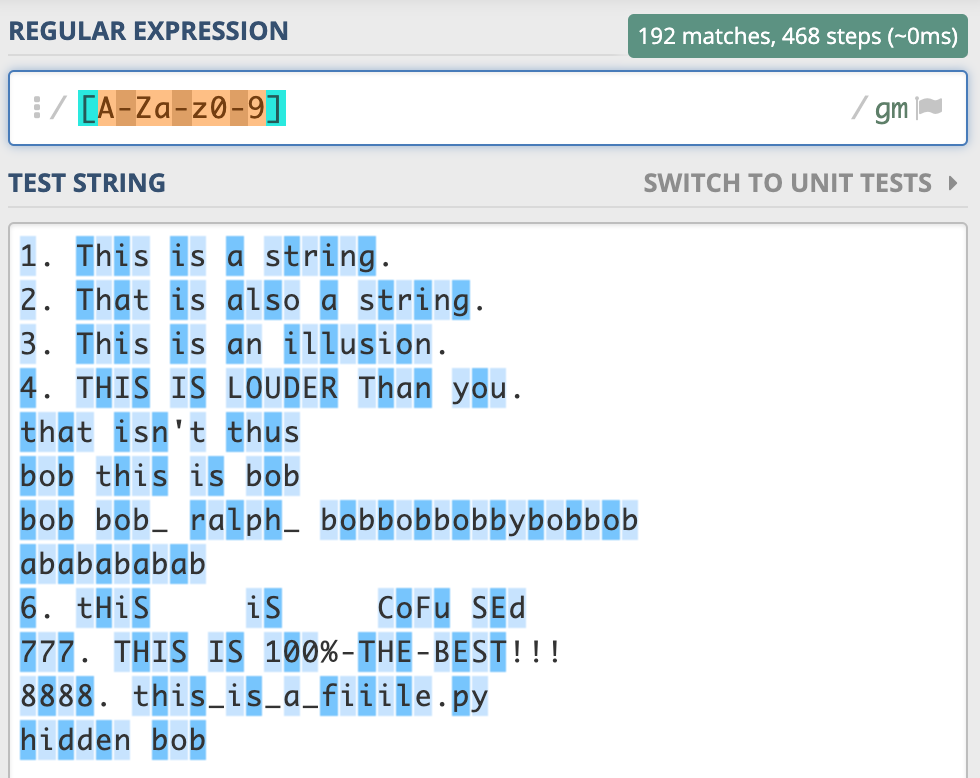 REGULAR EXPRESSION
192 matches, 468 steps (~0ms)
/ [A-Za-z0-9] / gm
TEST STRING
SWITCH TO UNIT TESTS
1. This is a string.
2. That is also a string.
3. This is an illusion.
4. THIS IS LOUDER Than you.
that isn't thus
bob this is bob
bob bob_ ralph_ bobbobbobbybobbob
ababababab
6. tHiS     iS     CoFu SEd
777. THIS IS 100%-THE-BEST!!!
8888. this_is_a_fiiile.py
hidden bob